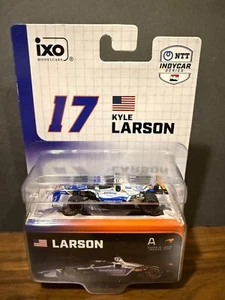 ixo
MODELCARS
NTT
INDYCAR
SERIES
17
KYLE
LARSON
LARSON